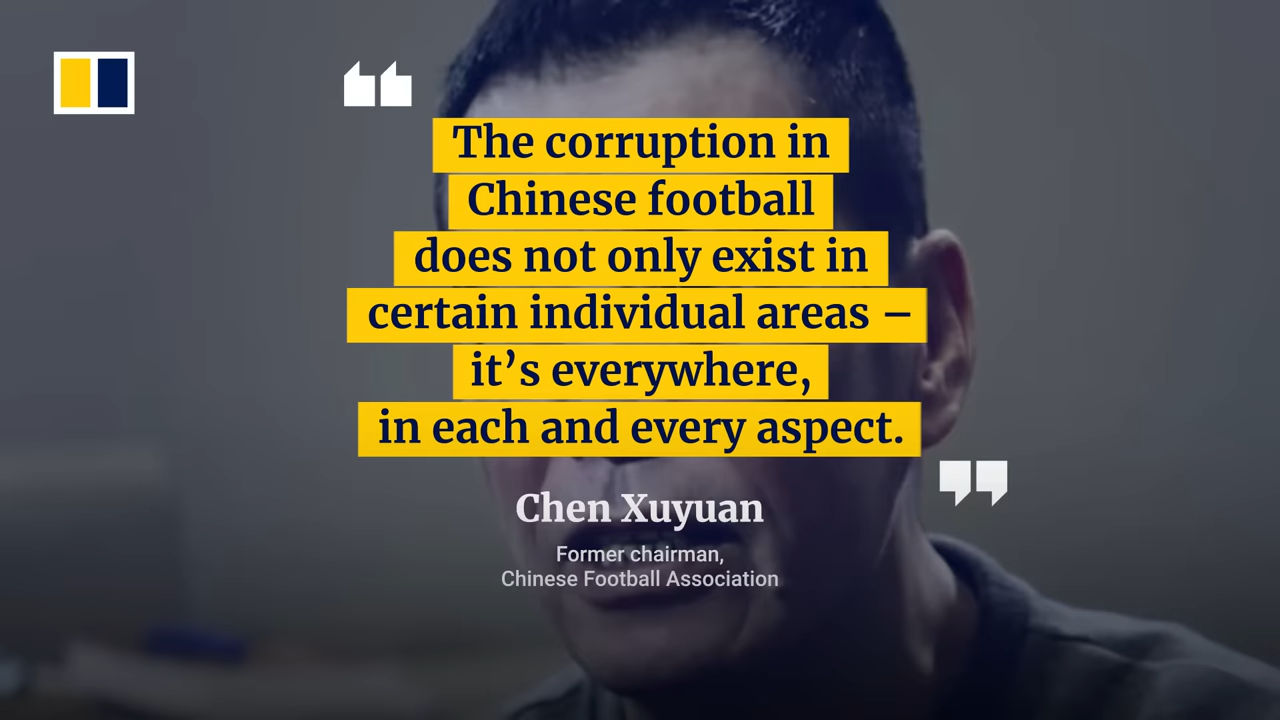 “
The corruption in
Chinese football
does not only exist in
certain individual areas –
it’s everywhere,
in each and every aspect.
”
Chen Xuyuan
Former chairman,
Chinese Football Association